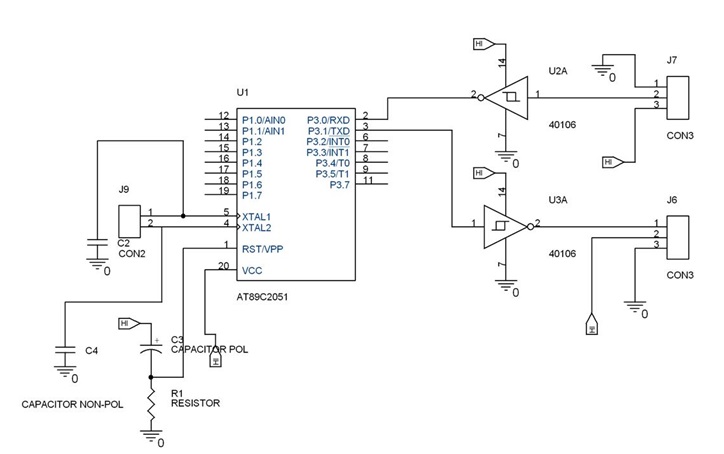 HI
14
U2A
J7
0
2
1
1
2
3
7
40106
CON3
0
HI
U1
12 P1.0/AIN0 P3.0/RXD 2
13 P1.1/AIN1 P3.1/TXD 3
14 P1.2 P3.2/INT0 6
15 P1.3 P3.3/INT1 7
16 P1.4 P3.4/T0 8
17 P1.5 P3.5/T1 9
18 P1.6 P3.7 11
19 P1.7
5 XTAL1
4 XTAL2
1 RST/VPP
20 VCC
AT89C2051
HI
14
U3A
J6
1
2
1
2
3
7
40106
CON3
0
0
HI
J9
1
2
C2
CON2
0
HI
C3
CAPACITOR POL
+
HI
C4
0
R1
RESISTOR
CAPACITOR NON-POL
0